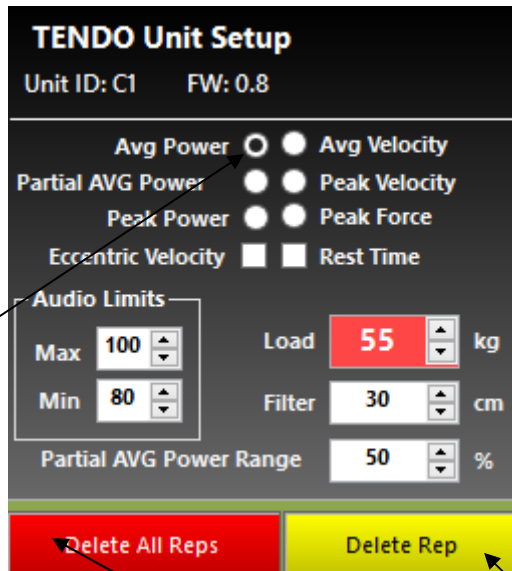 TENDO Unit Setup
Unit ID: C1 FW: 0.8
Avg Power Avg Velocity
Partial AVG Power Peak Velocity
Peak Power Peak Force
Eccentric Velocity Rest Time
Audio Limits
Max 100 Load 55 kg
Min 80 Filter 30 cm
Partial AVG Power Range 50 %
Delete All Reps Delete Rep